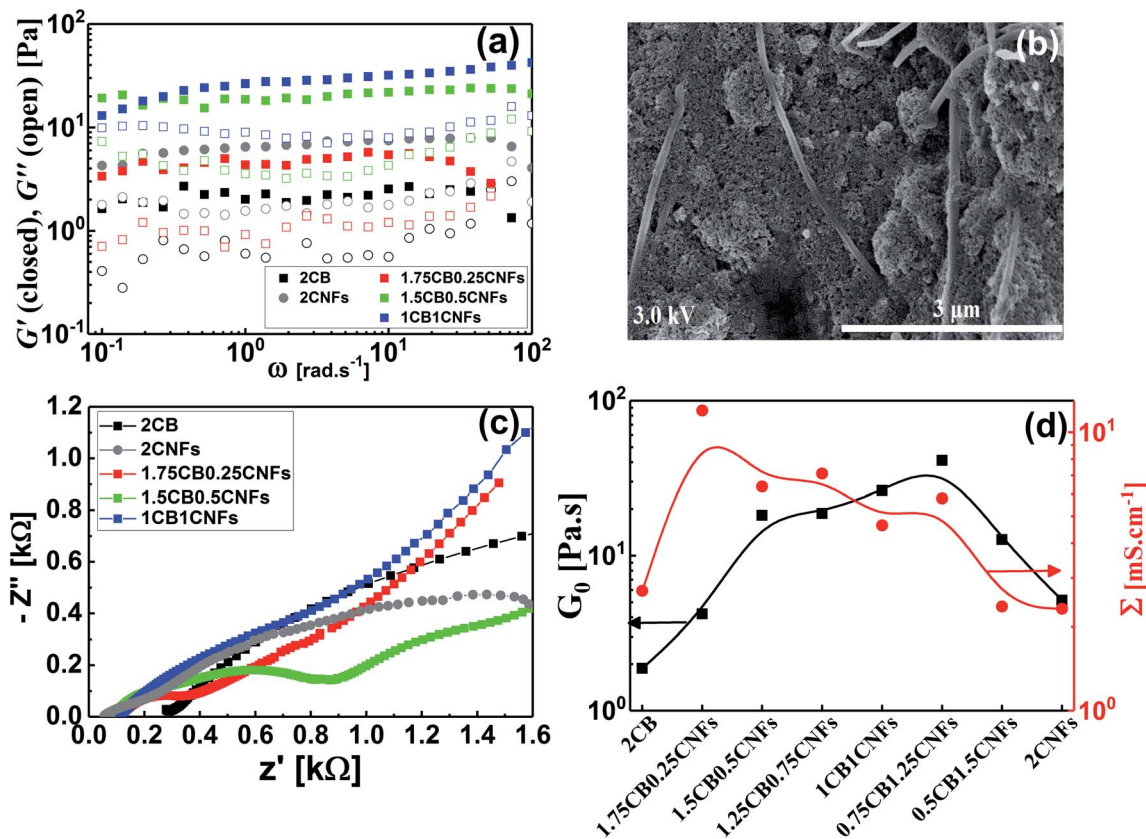 (a)
G' (closed), G'' (open) [Pa]
10²
10¹
10⁰
10⁻¹
10⁻¹
10⁰
10¹
10²
ω [rad.s⁻¹]
2CB
2CNFs
1.75CB0.25CNFs
1.5CB0.5CNFs
1CB1CNFs
(b)
3.0 kV
3 µm
(c)
- Z'' [kΩ]
1.2
1.0
0.8
0.6
0.4
0.2
0.0
0.0 0.2 0.4 0.6 0.8 1.0 1.2 1.4 1.6
z' [kΩ]
2CB
2CNFs
1.75CB0.25CNFs
1.5CB0.5CNFs
1CB1CNFs
(d)
G₀ [Pa.s]
10²
10¹
10⁰
10¹
10⁰
Σ [mS.cm⁻¹]
2CB
1.75CB0.25CNFs
1.5CB0.5CNFs
1.25CB0.75CNFs
1CB1CNFs
0.75CB1.25CNFs
0.5CB1.5CNFs
2CNFs